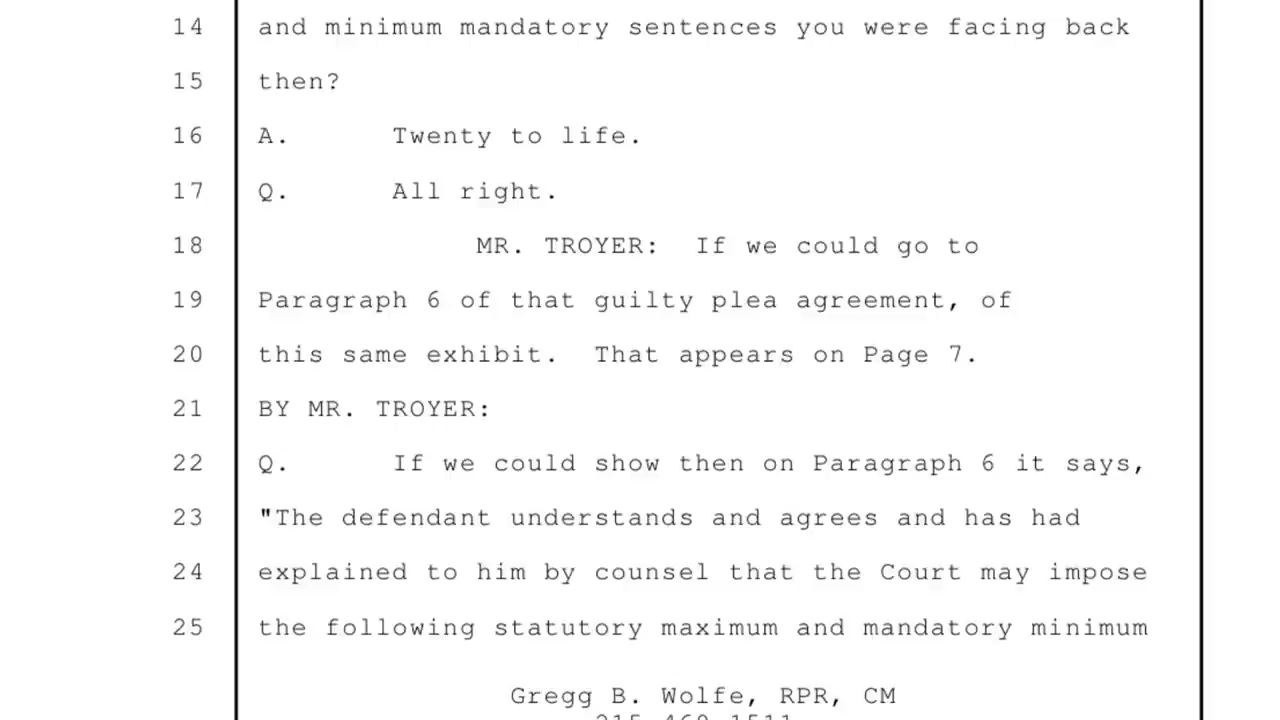 14 and minimum mandatory sentences you were facing back
15 then?
16 A. Twenty to life.
17 Q. All right.
18 MR. TROYER: If we could go to
19 Paragraph 6 of that guilty plea agreement, of
20 this same exhibit. That appears on Page 7.
21 BY MR. TROYER:
22 Q. If we could show then on Paragraph 6 it says,
23 "The defendant understands and agrees and has had
24 explained to him by counsel that the Court may impose
25 the following statutory maximum and mandatory minimum
Gregg B. Wolfe, RPR, CM